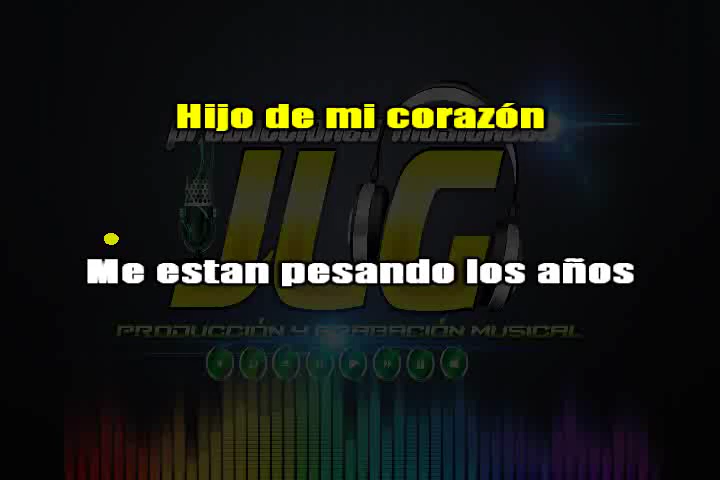 Hijo de mi corazón
JLG
Me estan pesando los años
PRODUCCIÓN Y GRABACIÓN MUSICAL